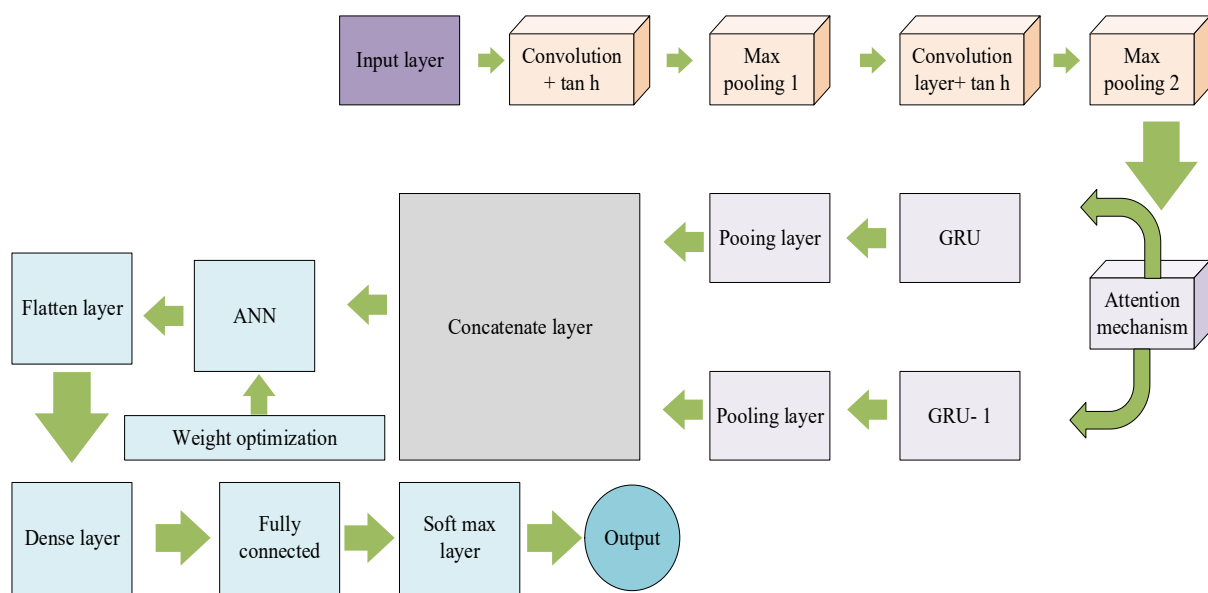 Input layer
Convolution
+ tan h
Max
pooling 1
Convolution
layer+ tan h
Max
pooling 2
Attention
mechanism
GRU
Pooing layer
GRU- 1
Pooling layer
Concatenate layer
ANN
Weight optimization
Flatten layer
Dense layer
Fully
connected
Soft max
layer
Output